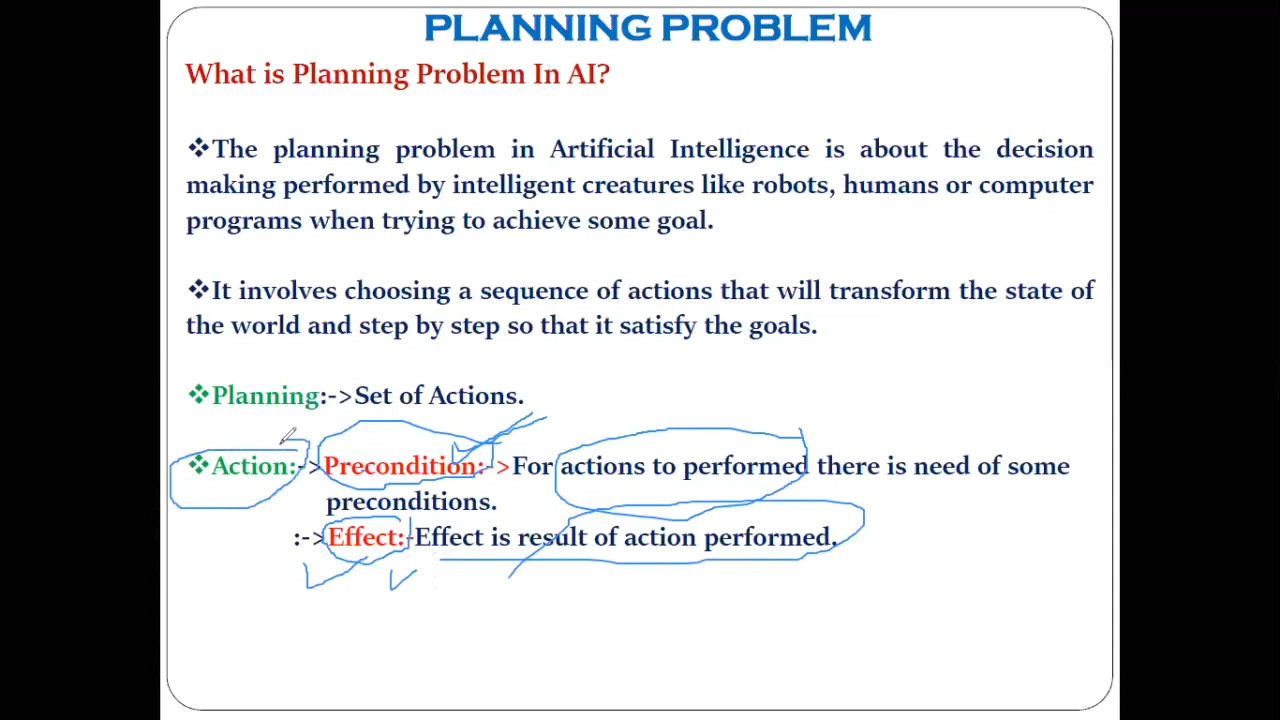 PLANNING PROBLEM
What is Planning Problem In AI?
❖The planning problem in Artificial Intelligence is about the decision
making performed by intelligent creatures like robots, humans or computer
programs when trying to achieve some goal.
❖It involves choosing a sequence of actions that will transform the state of
the world and step by step so that it satisfy the goals.
❖Planning:->Set of Actions.
❖Action:->Precondition:->For actions to performed there is need of some
preconditions.
:->Effect:-Effect is result of action performed.